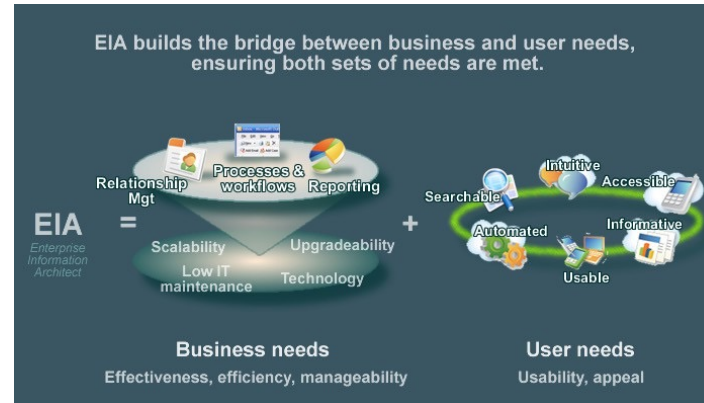 EIA builds the bridge between business and user needs,
ensuring both sets of needs are met.
Relationship
Mgt
Processes &
workflows
Reporting
Scalability
Upgradeability
Low IT
maintenance
Technology
EIA
Enterprise
Information
Architect
=
+
Intuitive
Searchable
Accessible
Automated
Informative
Usable
Business needs
Effectiveness, efficiency, manageability
User needs
Usability, appeal